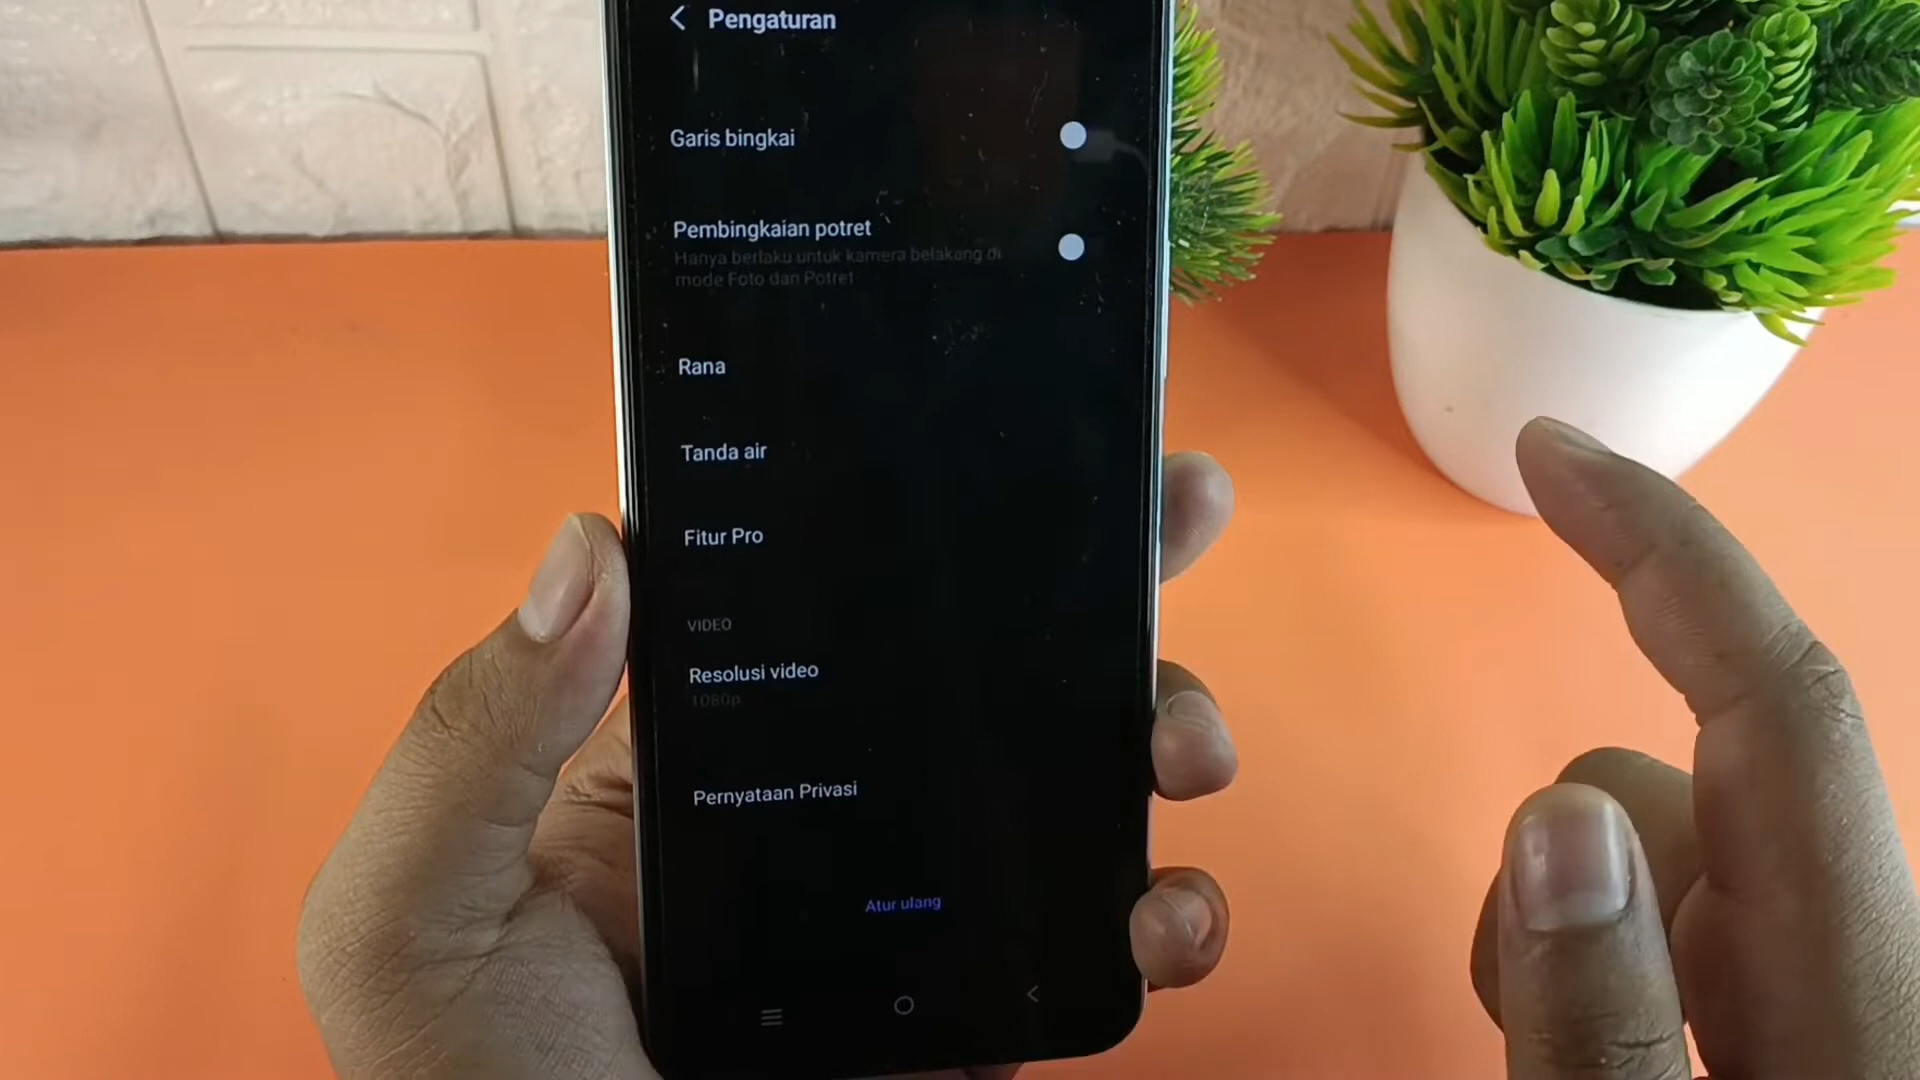 Pengaturan
Garis bingkai
Pembingkaian potret
Hanya berlaku untuk kamera belakang di
mode Foto dan Potret
Rana
Tanda air
Fitur Pro
VIDEO
Resolusi video
1080p
Pernyataan Privasi
Atur ulang